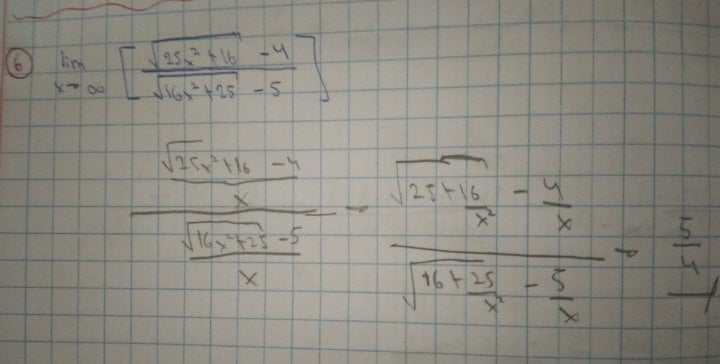 6 lim x→∞ [ (√(25x²+16) - 4) / (√(16x²+25) - 5) ]
((√25x²+16 - 4) / x) / ((√(16x²+25) - 5) / x) - (√(25+16/x²) - 4/x) / (√(16+25/x²) - 5/x) - 5/4